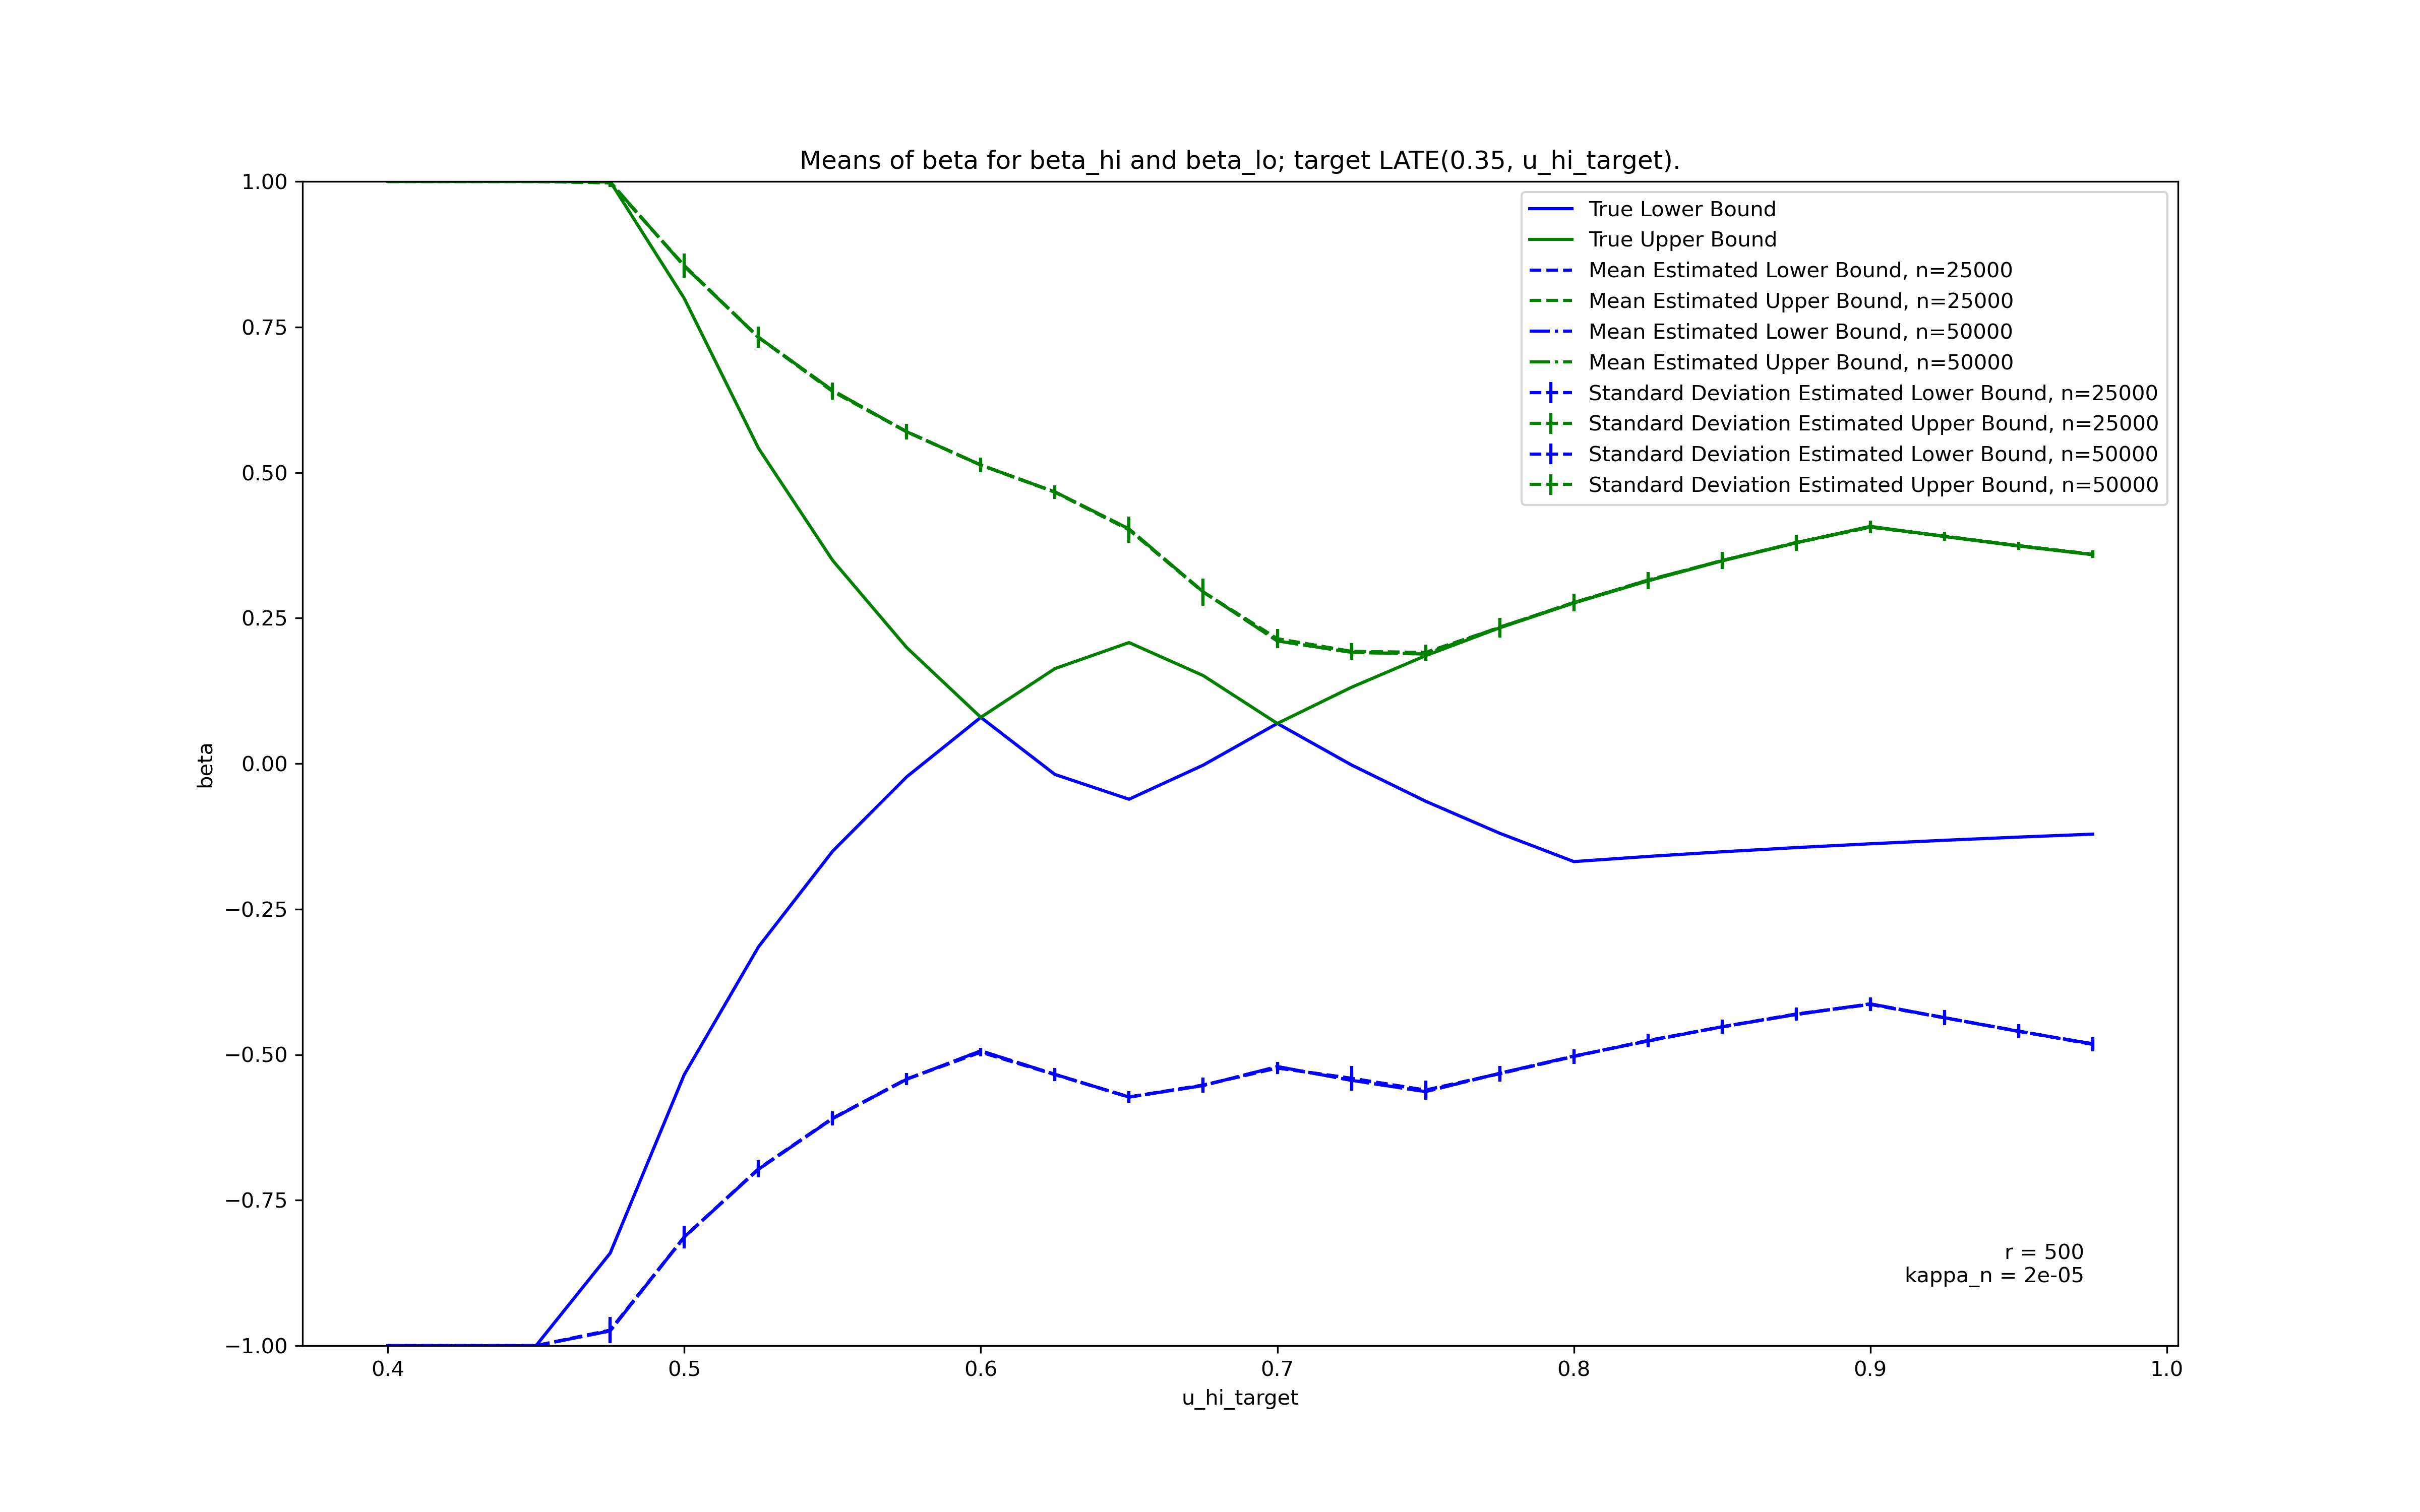 Means of beta for beta_hi and beta_lo; target LATE(0.35, u_hi_target).
1.00
0.75
0.50
0.25
0.00
−0.25
−0.50
−0.75
−1.00
beta
True Lower Bound
True Upper Bound
Mean Estimated Lower Bound, n=25000
Mean Estimated Upper Bound, n=25000
Mean Estimated Lower Bound, n=50000
Mean Estimated Upper Bound, n=50000
Standard Deviation Estimated Lower Bound, n=25000
Standard Deviation Estimated Upper Bound, n=25000
Standard Deviation Estimated Lower Bound, n=50000
Standard Deviation Estimated Upper Bound, n=50000
r = 500
kappa_n = 2e-05
0.4 0.5 0.6 0.7 0.8 0.9 1.0
u_hi_target